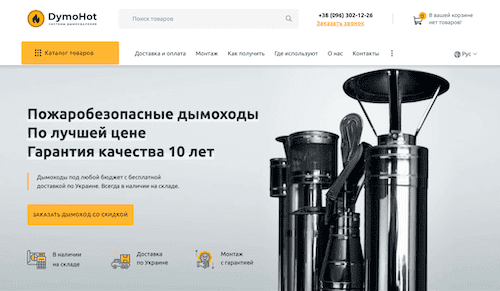 DymoHot
СИСТЕМЫ ДЫМОУДАЛЕНИЯ
Поиск товаров
+38 (096) 302-12-26
Заказать звонок
0
В вашей корзине
нет товаров!
Каталог товаров
Доставка и оплата
Монтаж
Как получить
Где используют
О нас
Контакты
Рус
Пожаробезопасные дымоходы
По лучшей цене
Гарантия качества 10 лет
Дымоходы под любой бюджет с бесплатной
доставкой по Украине. Всегда в наличии на складе.
ЗАКАЗАТЬ ДЫМОХОД СО СКИДКОЙ
В наличии
на складе
Доставка
по Украине
Монтаж
с гарантией